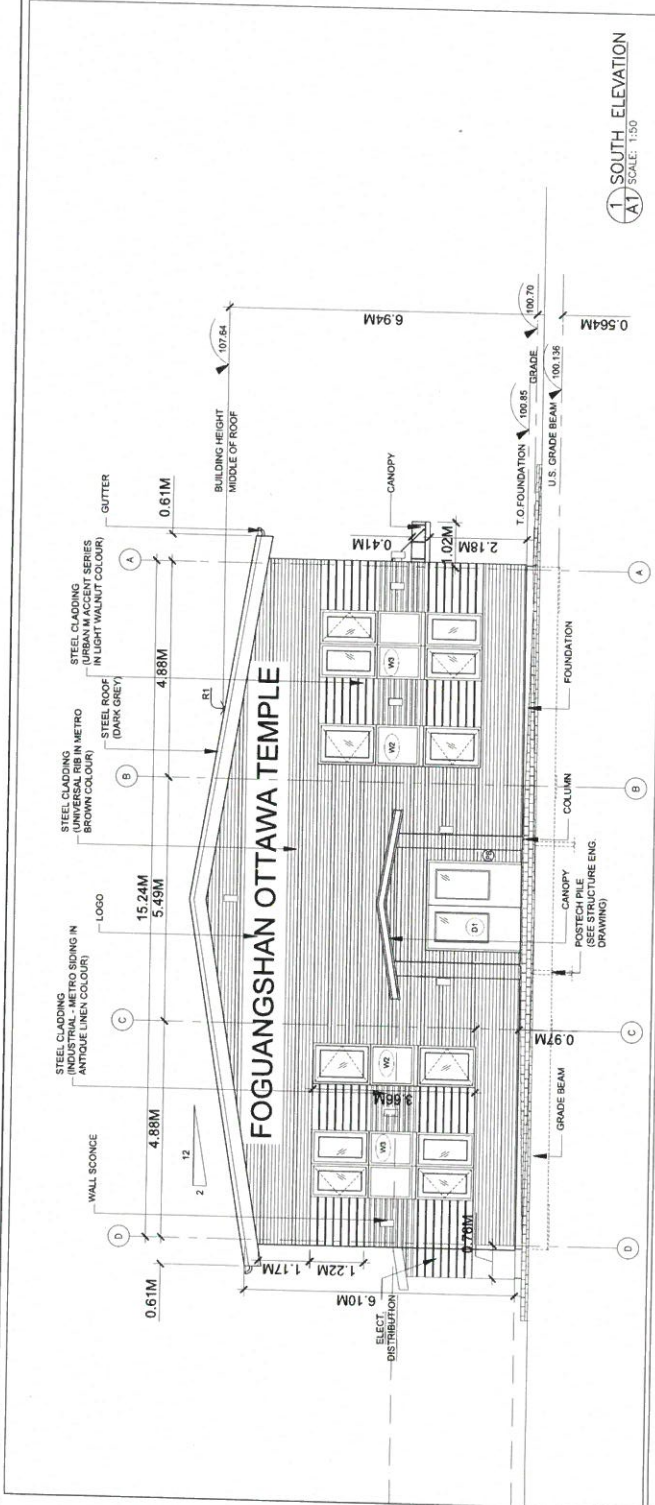 WALL SCONCE
STEEL CLADDING
(INDUSTRIAL - METRO SIDING IN
ANTIQUE LINEN COLOUR)
LOGO
STEEL CLADDING
(UNIVERSAL RIB IN METRO
BROWN COLOUR)
STEEL ROOF
(DARK GREY)
STEEL CLADDING
(URBAN M ACCENT SERIES
IN LIGHT WALNUT COLOUR)
GUTTER
D
C
B
A
0.61M
4.88M
15.24M
5.49M
4.88M
0.61M
12
2
R1
BUILDING HEIGHT
MIDDLE OF ROOF
107.64
FOGUANGSHAN OTTAWA TEMPLE
1.17M
1.22M
6.10M
3.66M
0.76M
0.97M
ELECT.
DISTRIBUTION
W3
W2
W2
W3
D1
CANOPY
0.41M
1.02M
2.18M
6.94M
0.564M
T.O.FOUNDATION
100.85
GRADE
100.70
U.S. GRADE BEAM
100.136
GRADE BEAM
CANOPY
POSTECH PILE
(SEE STRUCTURE ENG.
DRAWING)
COLUMN
FOUNDATION
D
C
B
A
1
A1
SOUTH ELEVATION
SCALE: 1:50